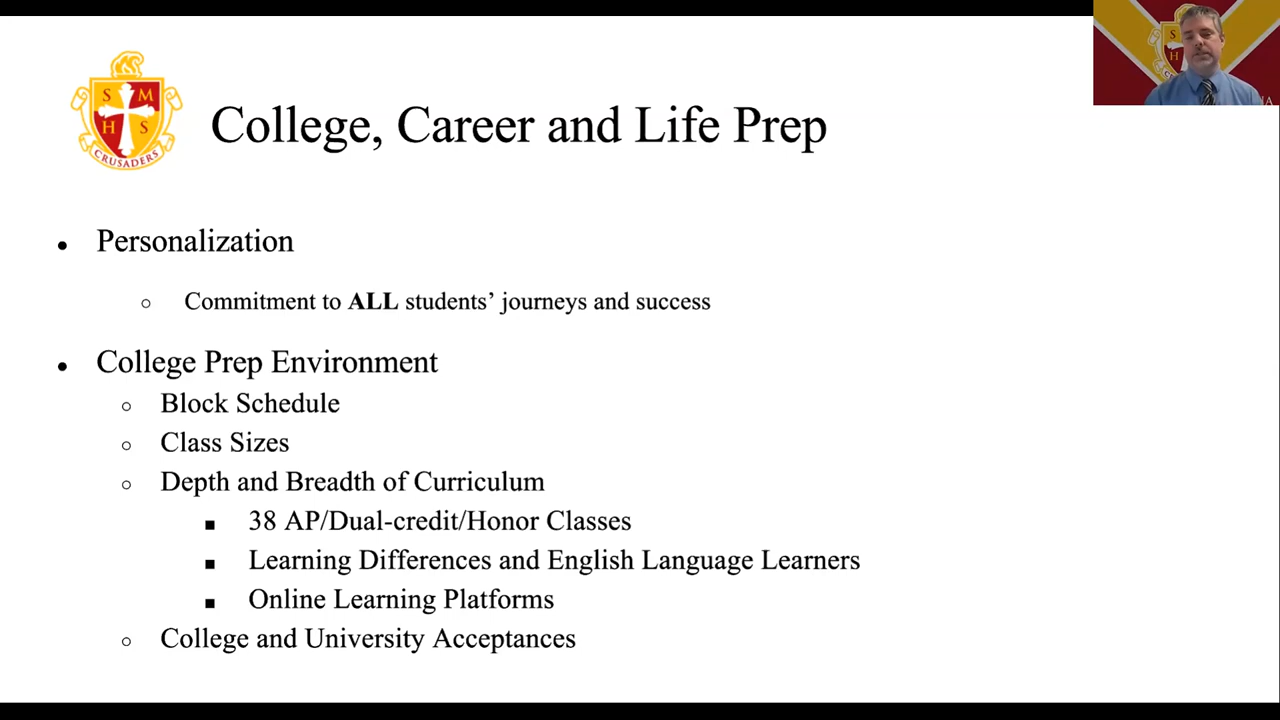 S M
H S
CRUSADERS
College, Career and Life Prep
S
H
• Personalization
○ Commitment to ALL students’ journeys and success
• College Prep Environment
○ Block Schedule
○ Class Sizes
○ Depth and Breadth of Curriculum
■ 38 AP/Dual-credit/Honor Classes
■ Learning Differences and English Language Learners
■ Online Learning Platforms
○ College and University Acceptances